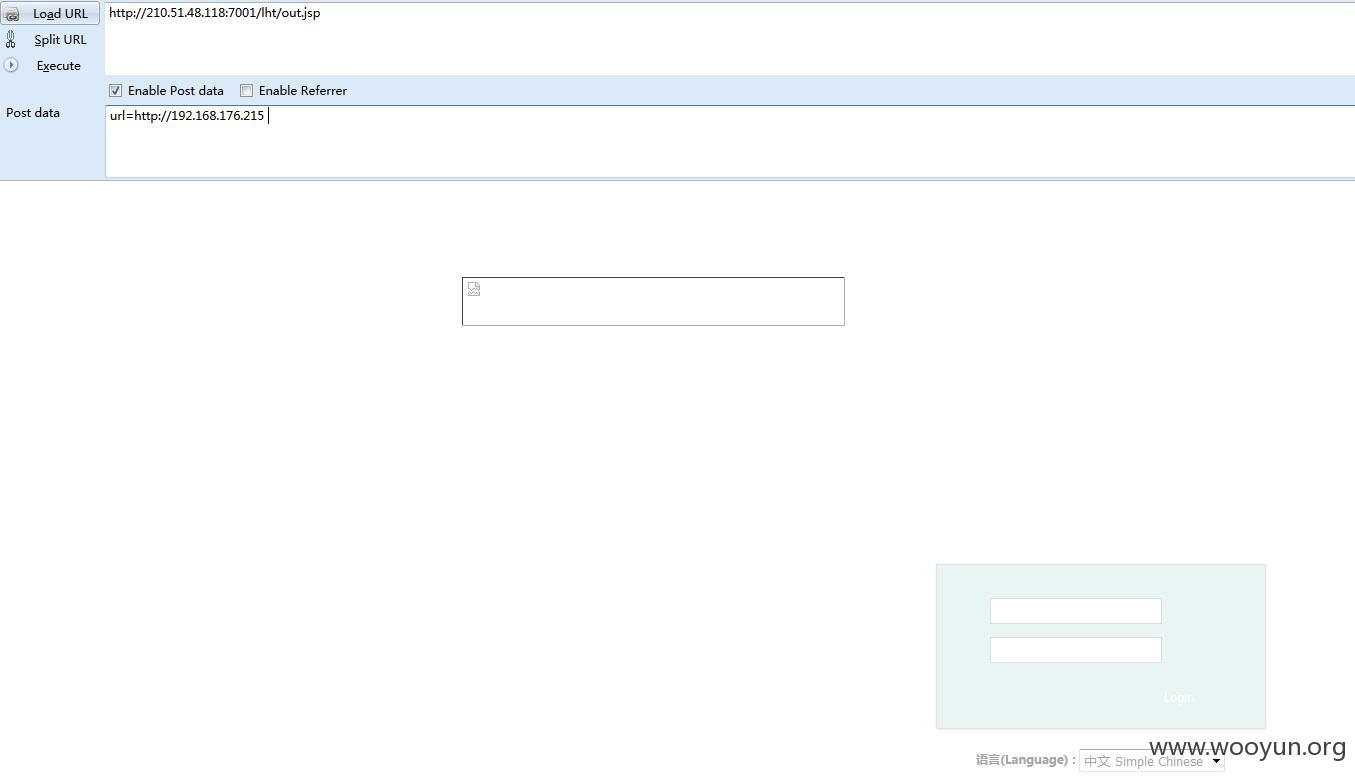 Load URL
http://210.51.48.118:7001/lht/out.jsp
Split URL
Execute
Enable Post data
Enable Referrer
Post data
url=http://192.168.176.215
Login
www.wooyun.org
语言(Language)：
中文 Simple Chinese